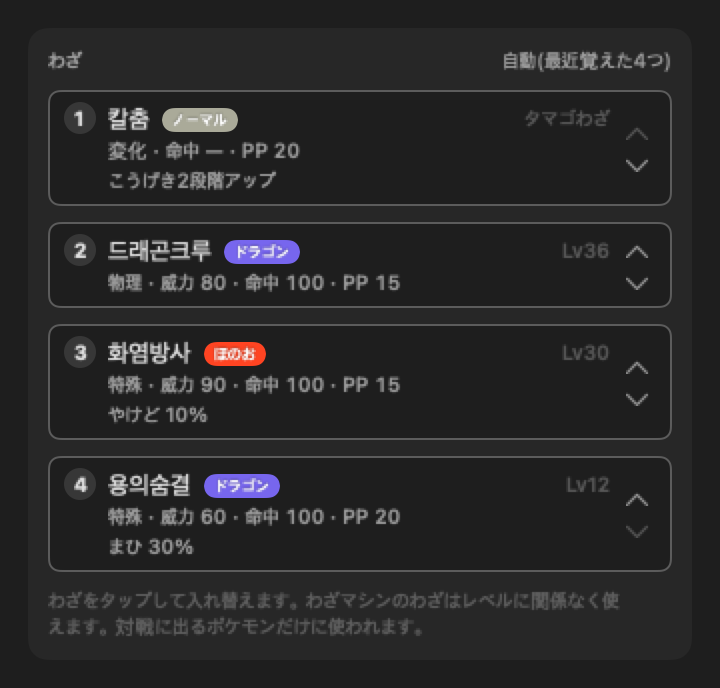 わざ 自動(最近覚えた4つ)
1 칼춤 ノーマル タマゴわざ
変化・命中 ー・PP 20
こうげき2段階アップ
2 드래곤크루 ドラゴン Lv36
物理・威力 80・命中 100・PP 15
3 화염방사 ほのお Lv30
特殊・威力 90・命中 100・PP 15
やけど 10%
4 용의숨결 ドラゴン Lv12
特殊・威力 60・命中 100・PP 20
まひ 30%
わざをタップして入れ替えます。わざマシンのわざはレベルに関係なく使
えます。対戦に出るポケモンだけに使われます。